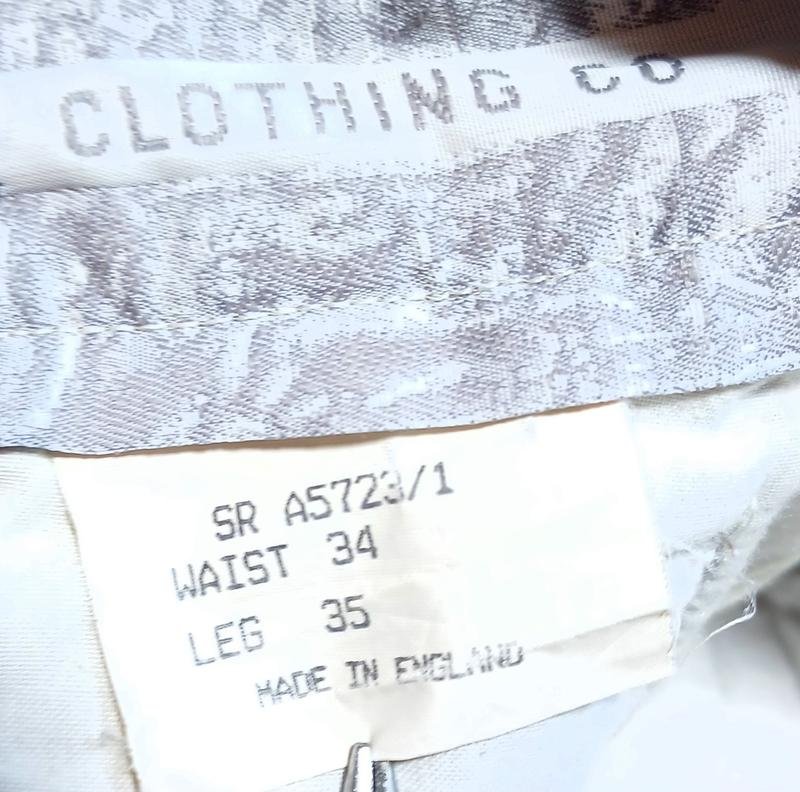 CLOTHING CO
SR A5723/1
WAIST 34
LEG 35
MADE IN ENGLAND